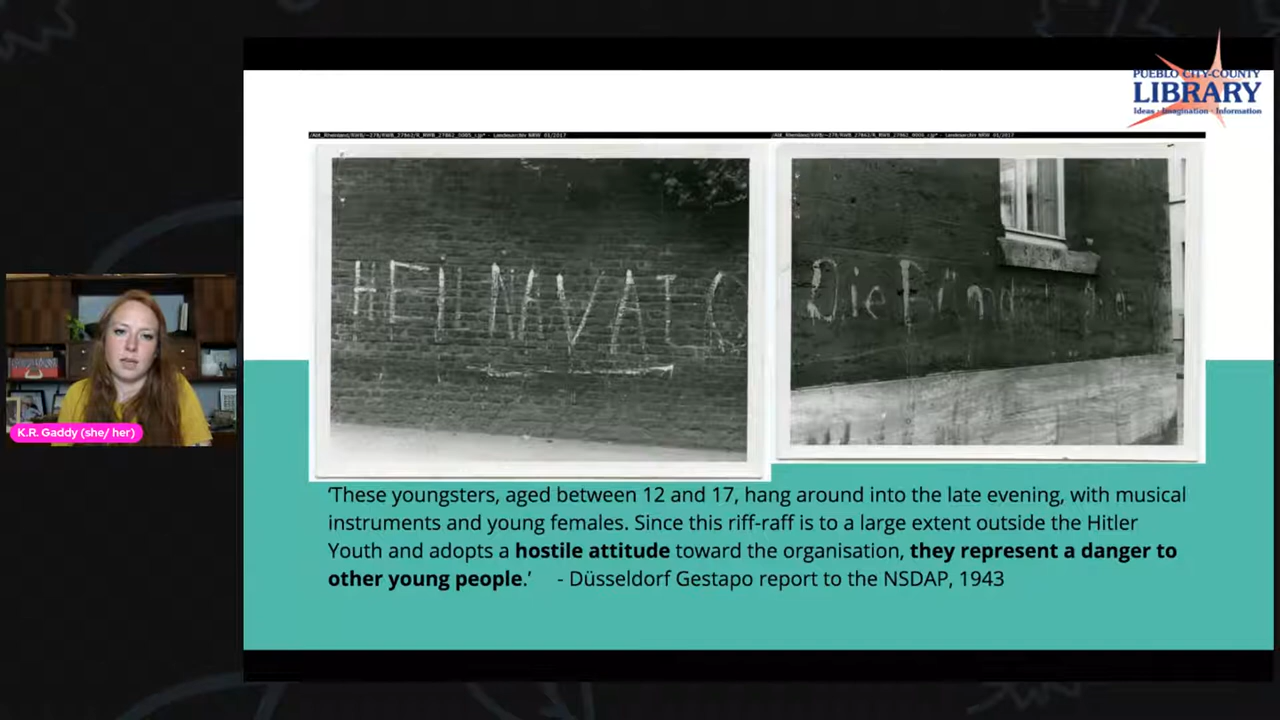 PUEBLO CITY-COUNTY
LIBRARY
Ideas · Imagination · Information
HEIL NAVAJO
Die
K.R. Gaddy (she/ her)
'These youngsters, aged between 12 and 17, hang around into the late evening, with musical
instruments and young females. Since this riff-raff is to a large extent outside the Hitler
Youth and adopts a hostile attitude toward the organisation, they represent a danger to
other young people.' - Düsseldorf Gestapo report to the NSDAP, 1943